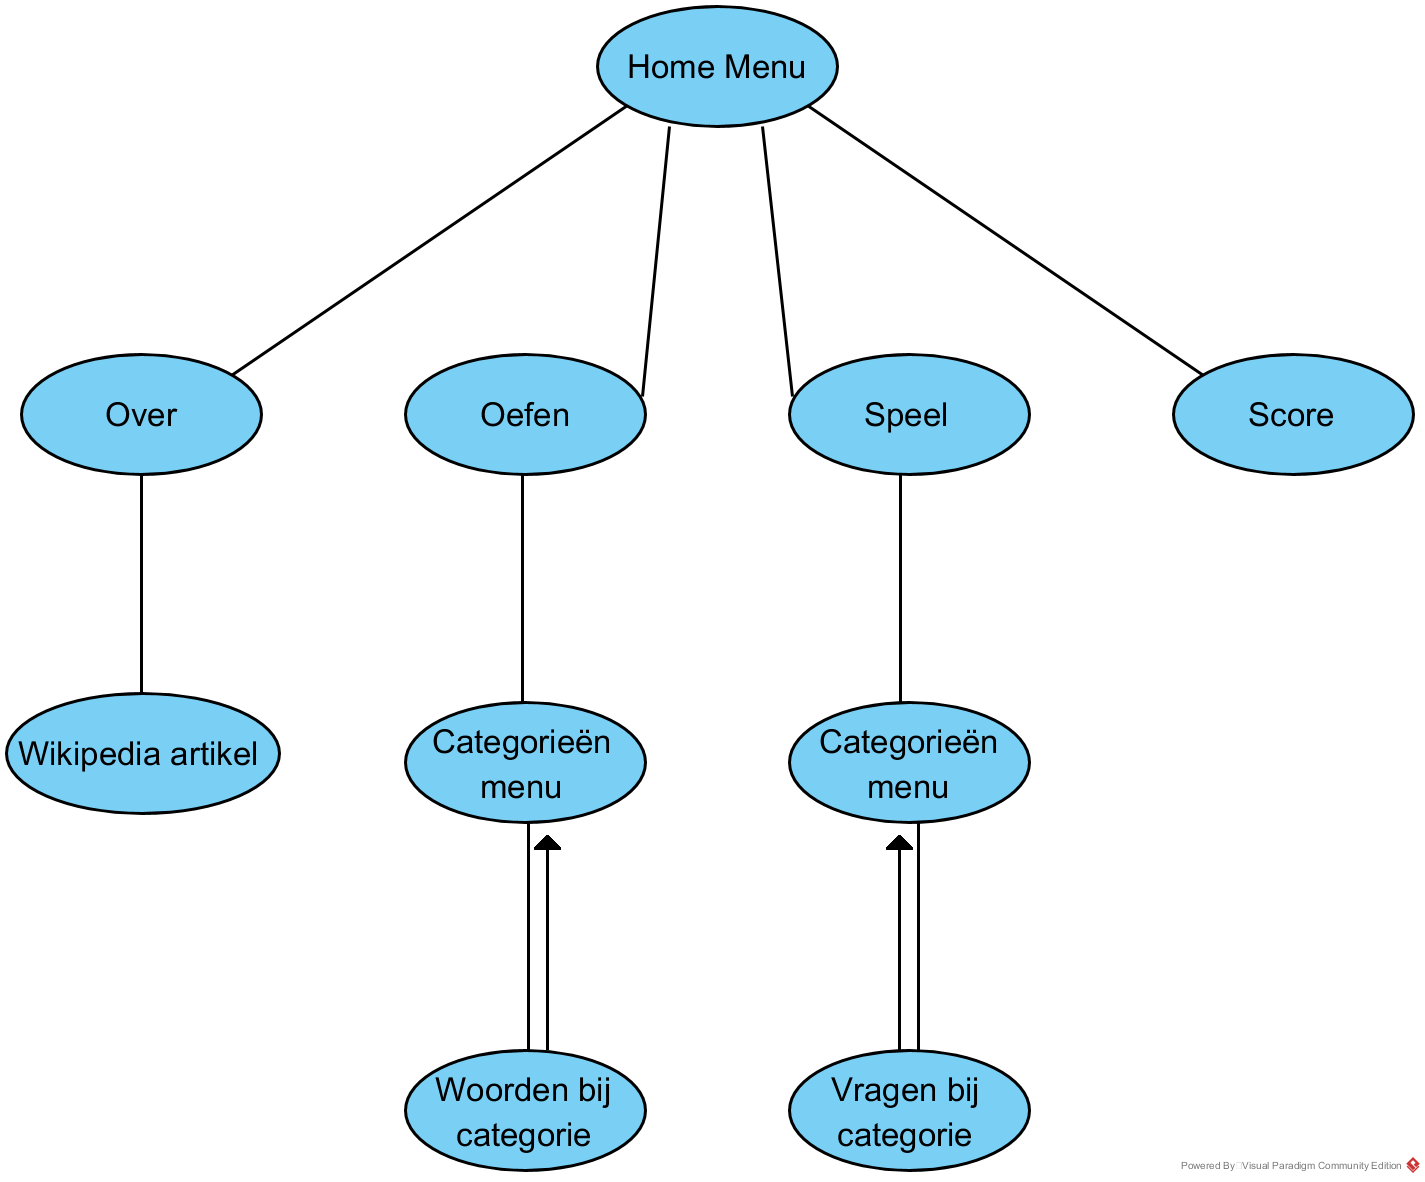 Home Menu
Over
Oefen
Speel
Score
Wikipedia artikel
Categorieën
menu
Categorieën
menu
Woorden bij
categorie
Vragen bij
categorie
Powered By Visual Paradigm Community Edition